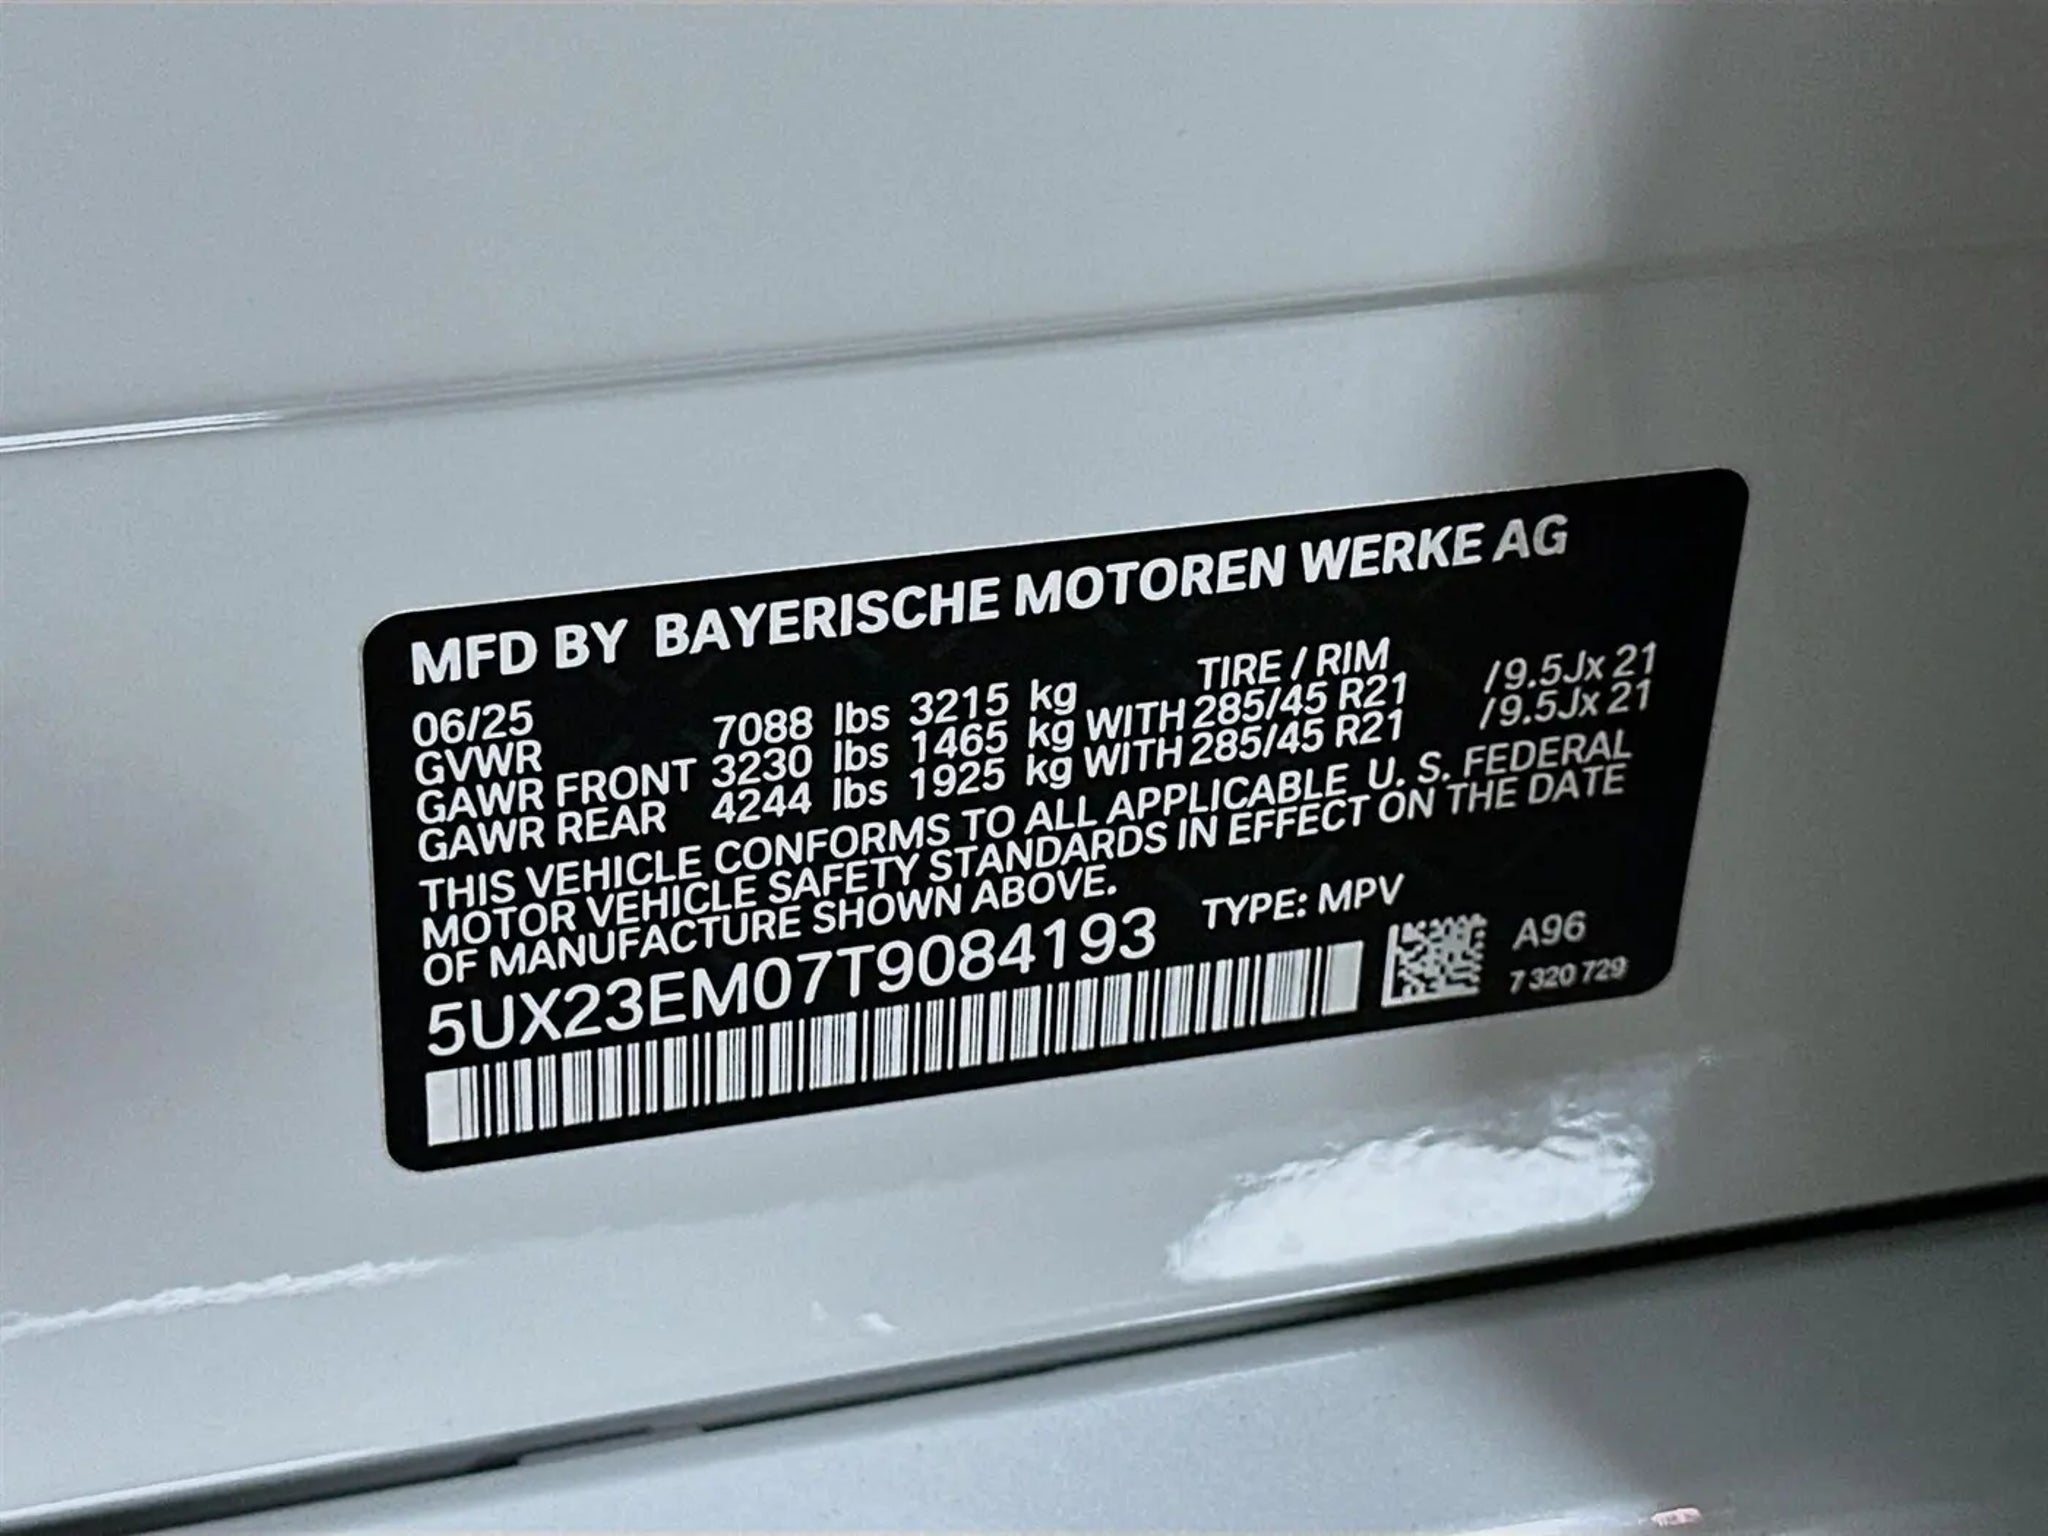 MFD BY BAYERISCHE MOTOREN WERKE AG
06/25 TIRE / RIM
GVWR 7088 lbs 3215 kg
GAWR FRONT 3230 lbs 1465 kg WITH 285/45 R21 /9.5Jx 21
GAWR REAR 4244 lbs 1925 kg WITH 285/45 R21 /9.5Jx 21
THIS VEHICLE CONFORMS TO ALL APPLICABLE U. S. FEDERAL
MOTOR VEHICLE SAFETY STANDARDS IN EFFECT ON THE DATE
OF MANUFACTURE SHOWN ABOVE.
5UX23EM07T9084193 TYPE: MPV
A96
7 320 729